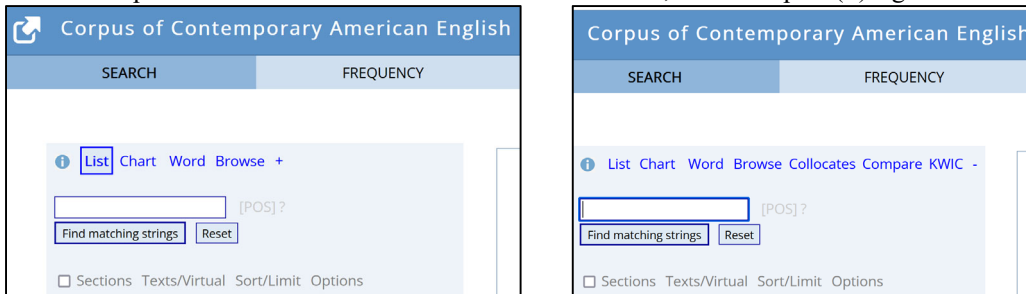 Corpus of Contemporary American English
SEARCH FREQUENCY
List Chart Word Browse +
[POS] ?
Find matching strings Reset
Sections Texts/Virtual Sort/Limit Options
Corpus of Contemporary American English
SEARCH FREQUENCY
List Chart Word Browse Collocates Compare KWIC -
[POS] ?
Find matching strings Reset
Sections Texts/Virtual Sort/Limit Options